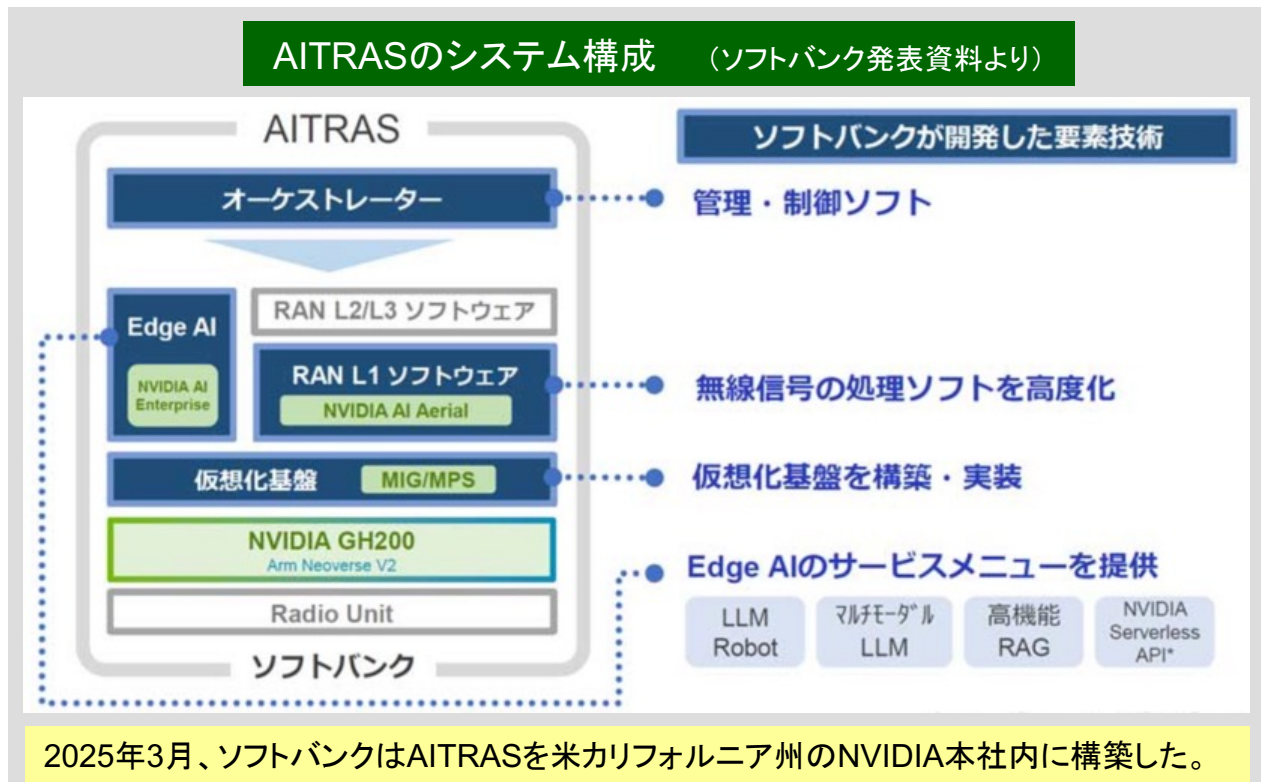 AITRASのシステム構成 （ソフトバンク発表資料より）
AITRAS
ソフトバンクが開発した要素技術
オーケストレーター
管理・制御ソフト
Edge AI
NVIDIA AI
Enterprise
RAN L2/L3 ソフトウェア
RAN L1 ソフトウェア
NVIDIA AI Aerial
無線信号の処理ソフトを高度化
仮想化基盤
MIG/MPS
仮想化基盤を構築・実装
NVIDIA GH200
Arm Neoverse V2
Radio Unit
ソフトバンク
Edge AIのサービスメニューを提供
LLM
Robot
ﾏﾙﾁﾓｰﾀﾞﾙ
LLM
高機能
RAG
NVIDIA
Serverless
API*
2025年3月、ソフトバンクはAITRASを米カリフォルニア州のNVIDIA本社内に構築した。